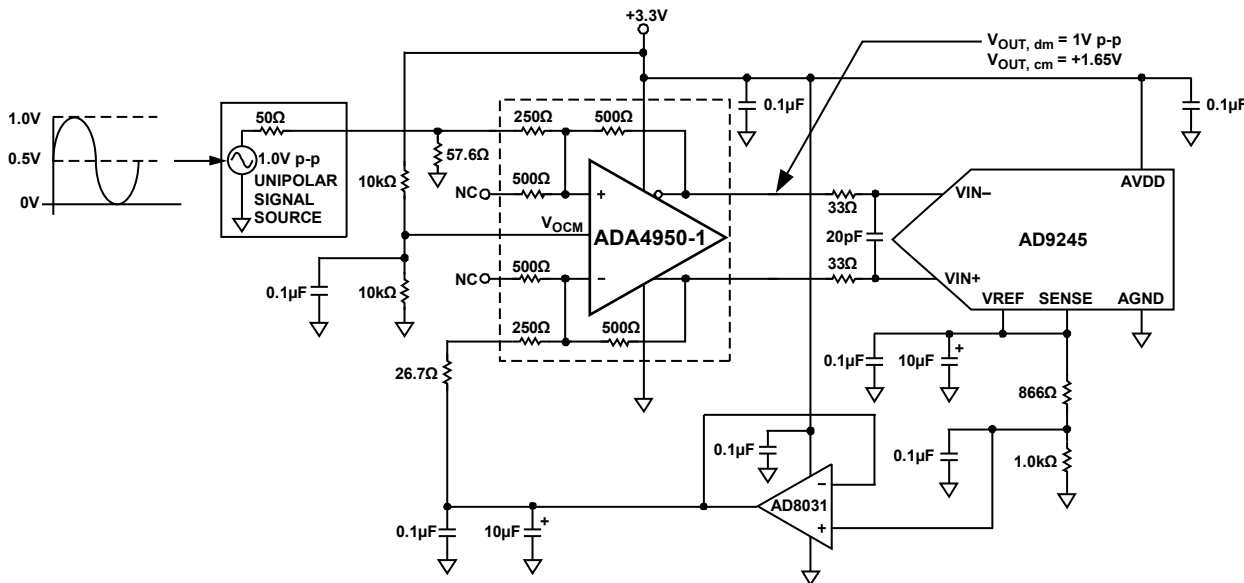 +3.3V
VOUT, dm = 1V p-p
VOUT, cm = +1.65V
0.1µF
0.1µF
1.0V
0.5V
0V
50Ω
1.0V p-p
UNIPOLAR
SIGNAL
SOURCE
57.6Ω
10kΩ
250Ω
500Ω
NC
500Ω
+
VOCM
ADA4950-1
NC
500Ω
−
250Ω
500Ω
0.1µF
10kΩ
33Ω
20pF
33Ω
VIN−
AVDD
AD9245
VIN+
VREF
SENSE
AGND
26.7Ω
0.1µF
10µF
+
866Ω
0.1µF
1.0kΩ
0.1µF
−
AD8031
+
0.1µF
10µF
+